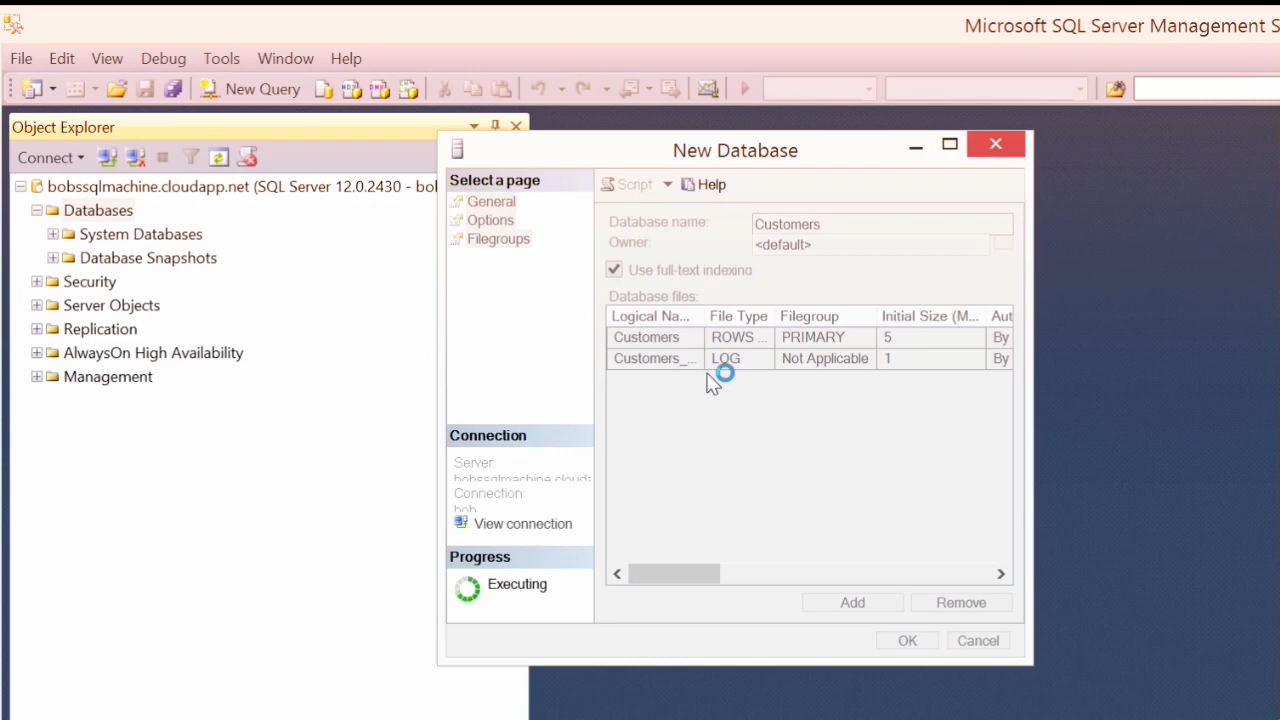 Microsoft SQL Server Management S
File Edit View Debug Tools Window Help
New Query
Object Explorer
Connect
bobssqlmachine.cloudapp.net (SQL Server 12.0.2430 - bol
Databases
System Databases
Database Snapshots
Security
Server Objects
Replication
AlwaysOn High Availability
Management
New Database
Select a page
General
Options
Filegroups
Script Help
Database name: Customers
Owner: <default>
Use full-text indexing
Database files:
Logical Na... File Type Filegroup Initial Size (M... Aut
Customers ROWS ... PRIMARY 5 By
Customers_... LOG Not Applicable 1 By
Connection
Server:
bobssqlmachine.clouda
Connection:
bob
View connection
Progress
Executing
Add Remove
OK Cancel